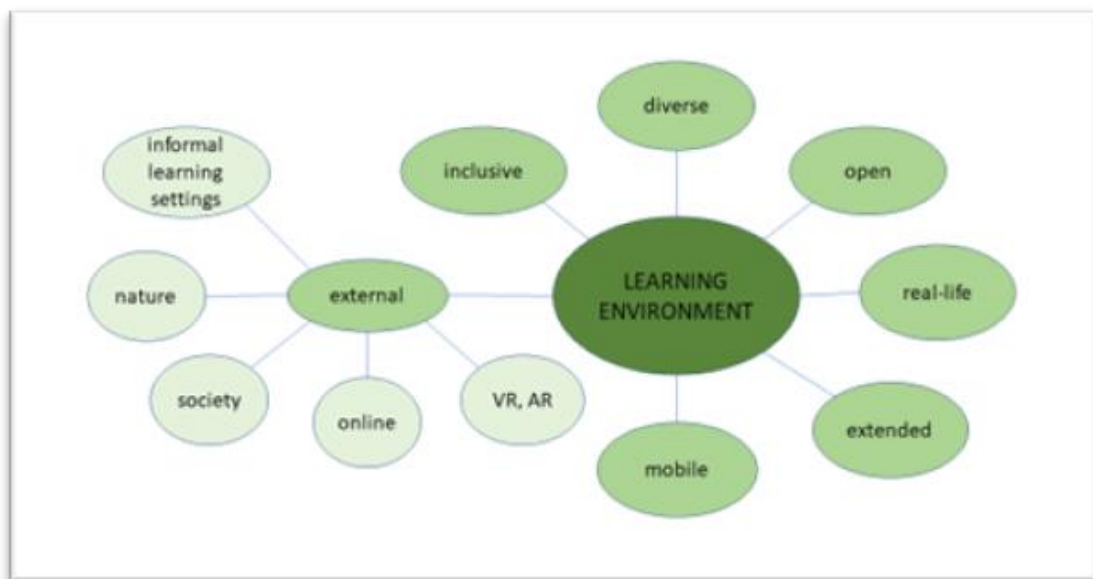 diverse
informal
learning
settings
inclusive
open
nature
external
LEARNING
ENVIRONMENT
real-life
society
online
VR, AR
mobile
extended